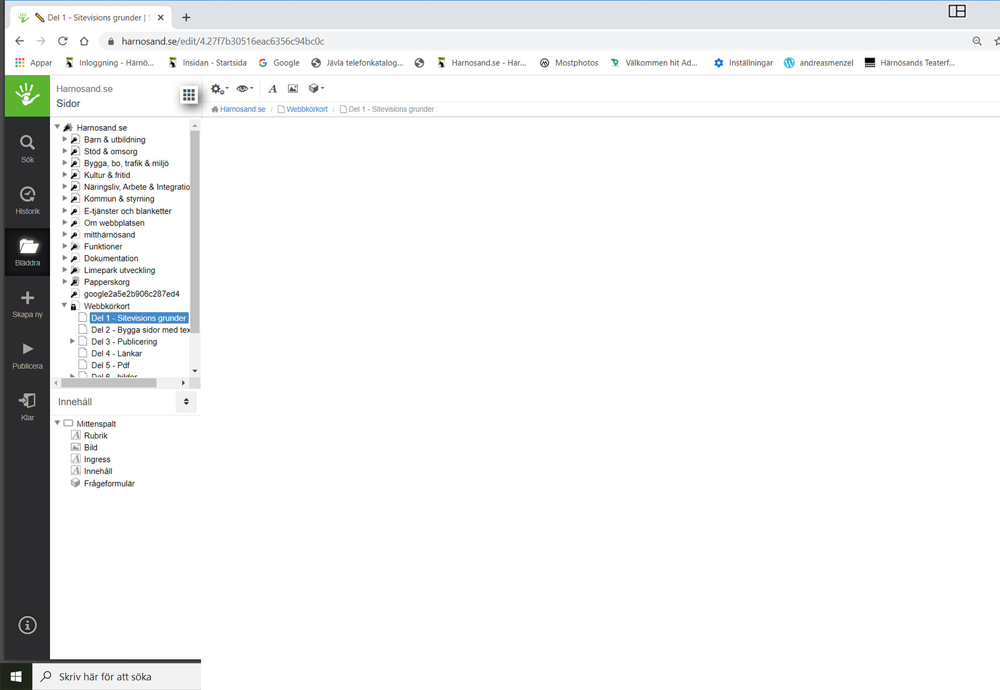 Del 1 - Sitevisions grunder | S
harnosand.se/edit/4.27f7b30516eac6356c94bc0c
Appar Inloggning - Härnö... Insidan - Startsida Google Jävla telefonkatalog... Harnosand.se - Har... Mostphotos Välkommen hit Ad... Inställningar andreasmenzel Härnösands Teaterf...
Harnosand.se
Sidor
Harnosand.se / Webbkörkort / Del 1 - Sitevisions grunder
Sök
Historik
Bläddra
Skapa ny
Publicera
Klar
Harnosand.se
Barn & utbildning
Stöd & omsorg
Bygga, bo, trafik & miljö
Kultur & fritid
Näringsliv, Arbete & Integratio
Kommun & styrning
E-tjänster och blanketter
Om webbplatsen
mitthärnösand
Funktioner
Dokumentation
Limepark utveckling
Papperskorg
google2a5e2b906c287ed4
Webbkörkort
Del 1 - Sitevisions grunder
Del 2 - Bygga sidor med tex
Del 3 - Publicering
Del 4 - Länkar
Del 5 - Pdf
Del 6 - bilder
Innehåll
Mittenspalt
Rubrik
Bild
Ingress
Innehåll
Frågeformulär
Skriv här för att söka